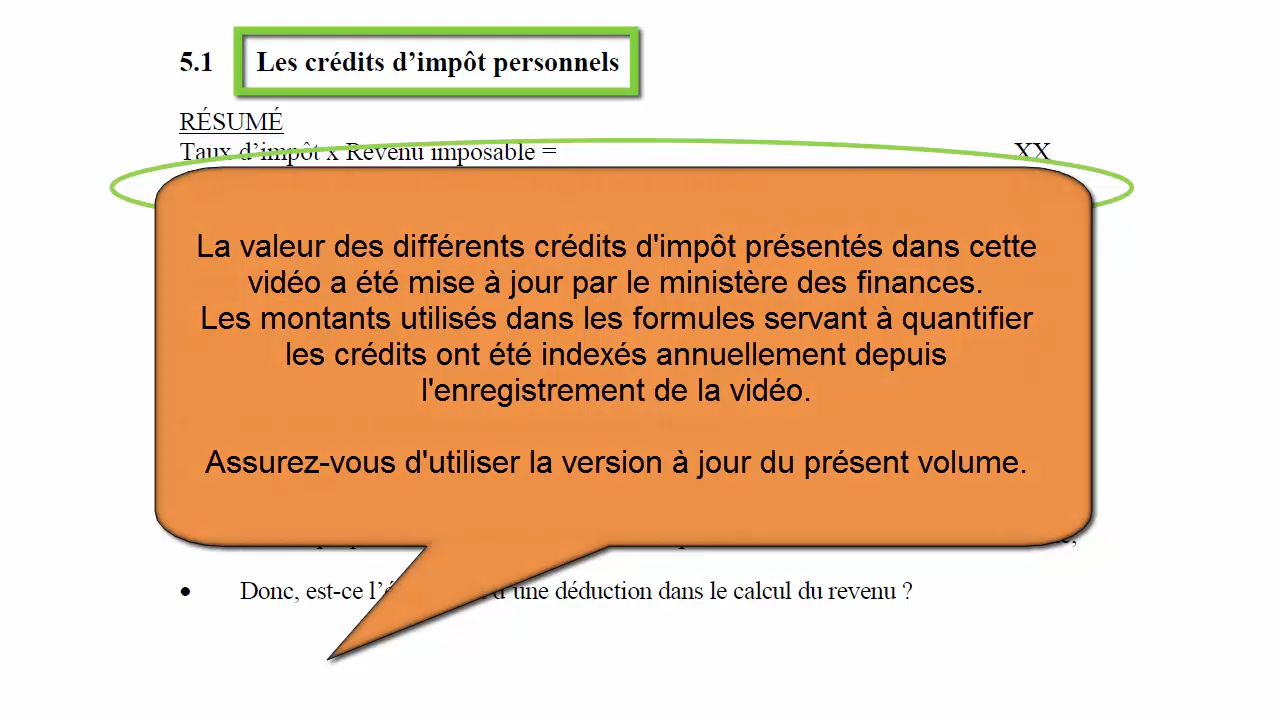 5.1 Les crédits d'impôt personnels
RÉSUMÉ
Taux d'impôt x Revenu imposable = XX
La valeur des différents crédits d'impôt présentés dans cette
vidéo a été mise à jour par le ministère des finances.
Les montants utilisés dans les formules servant à quantifier
les crédits ont été indexés annuellement depuis
l'enregistrement de la vidéo.
Assurez-vous d'utiliser la version à jour du présent volume.
• Donc, est-ce l' d'une déduction dans le calcul du revenu ?